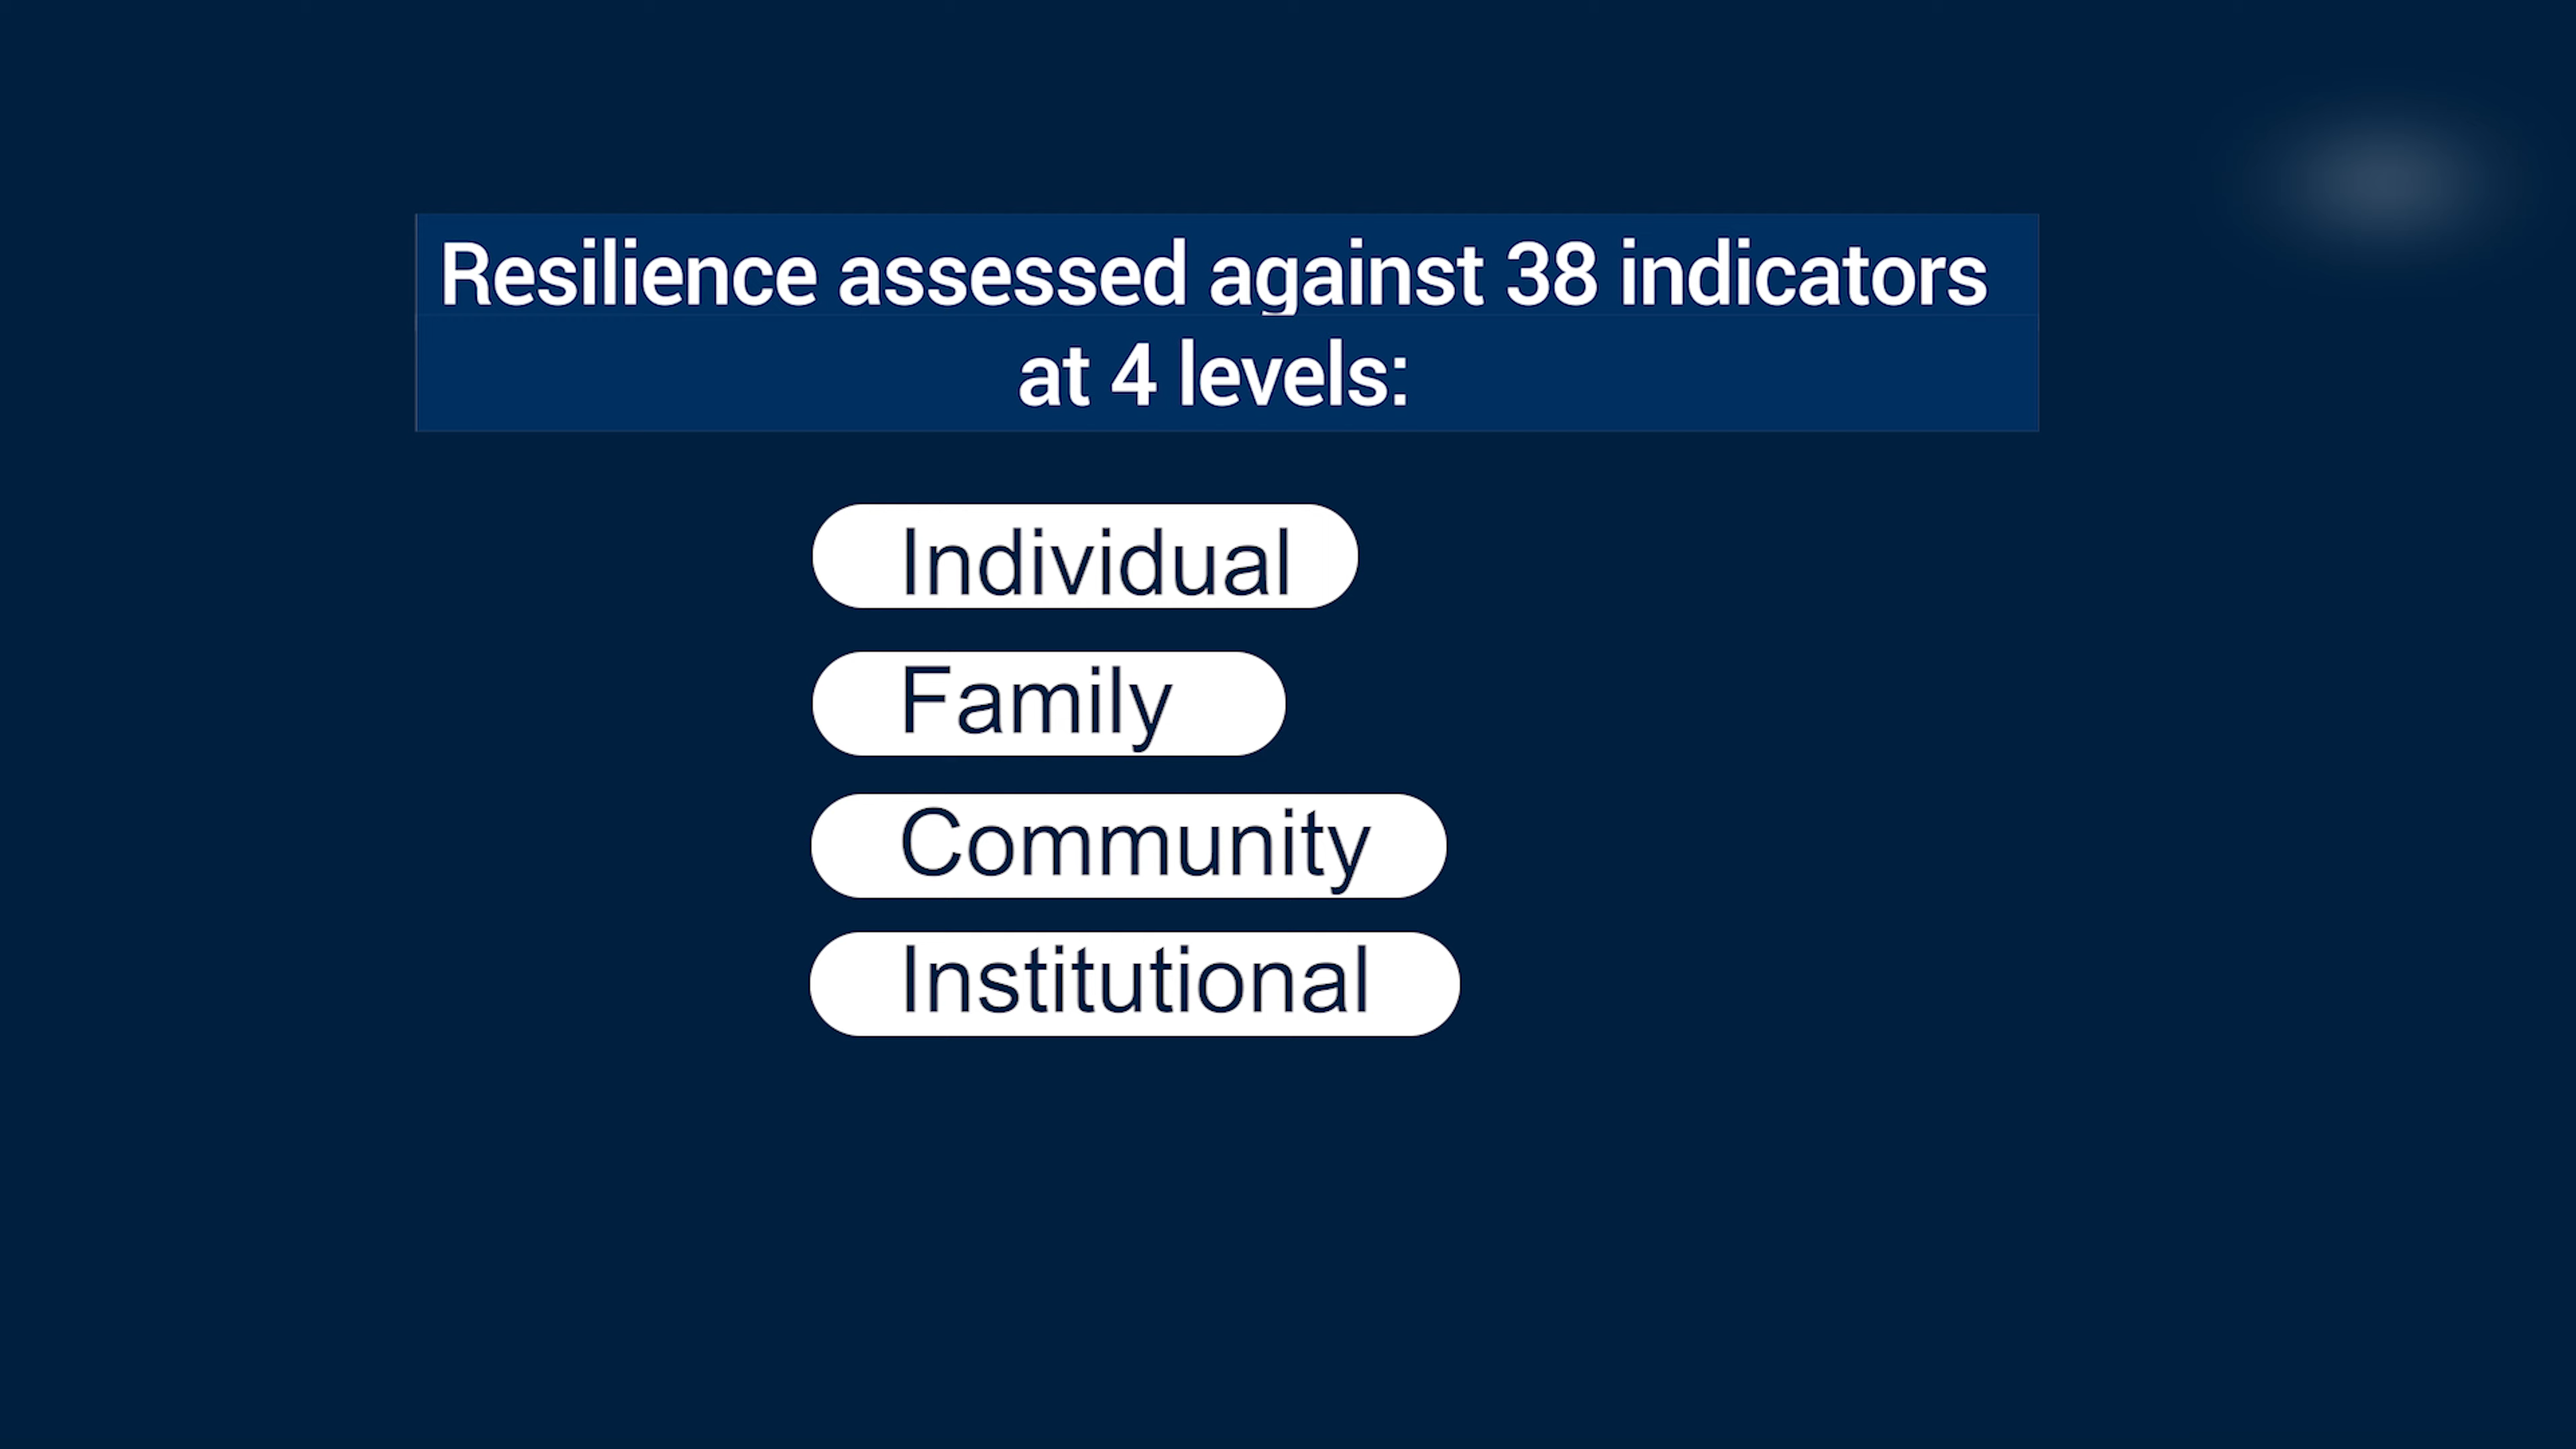 Resilience assessed against 38 indicators
at 4 levels:
Individual
Family
Community
Institutional